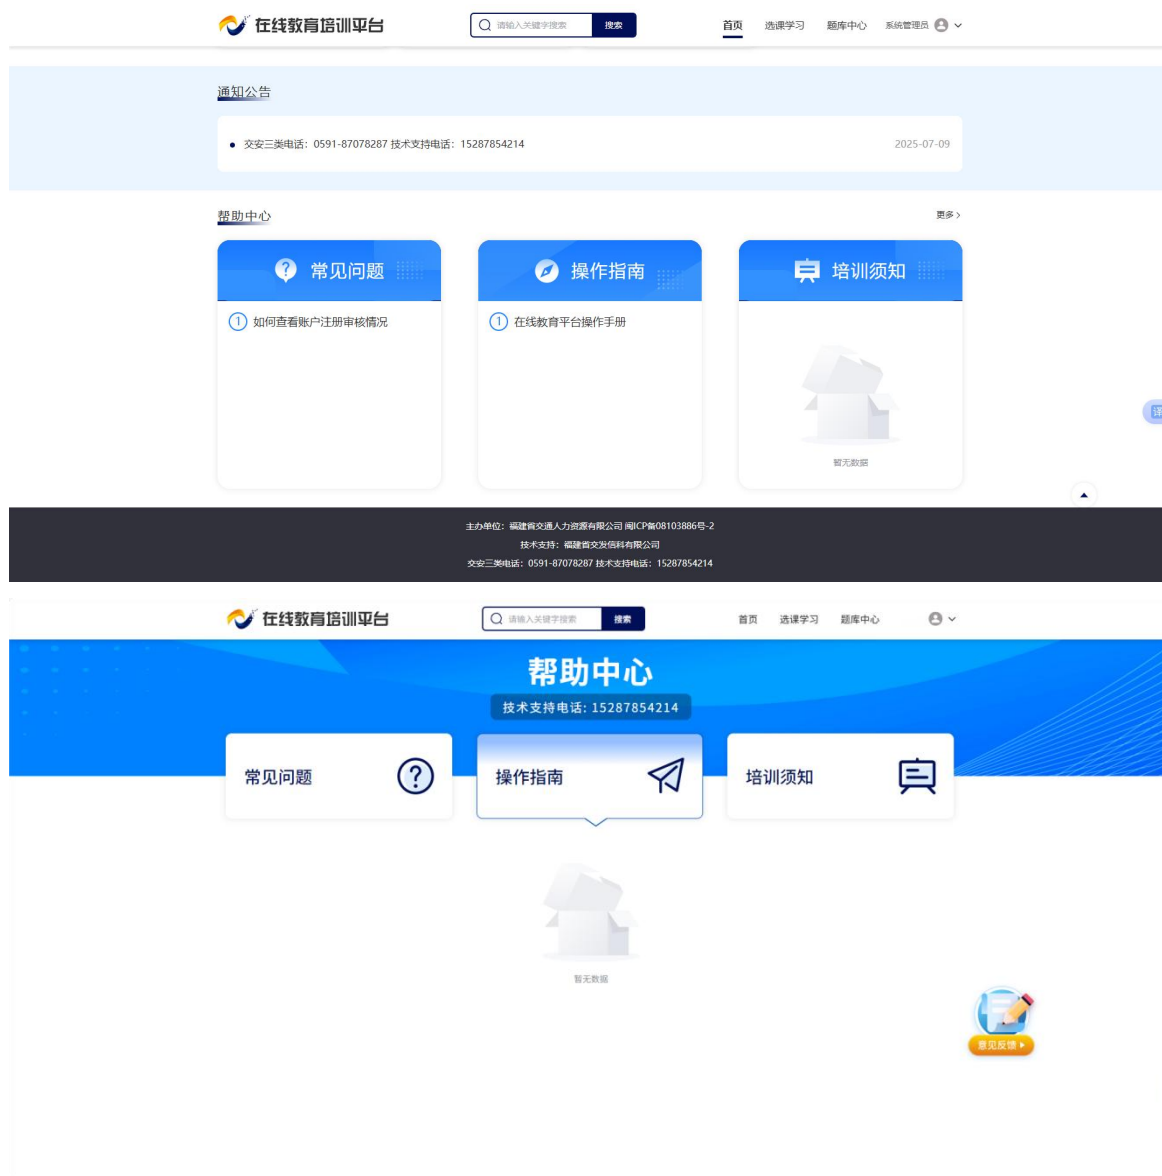 在线教育培训平台
请输入关键字搜索 搜索
首页 选课学习 题库中心 系统管理员
通知公告
交安三类电话：0591-87078287 技术支持电话：15287854214 2025-07-09
帮助中心 更多
常见问题 操作指南 培训须知
1 如何查看账户注册审核情况 1 在线教育平台操作手册
暂无数据
译
主办单位：福建省交通人力资源有限公司 闽ICP备08103886号-2
技术支持：福建省交发信科有限公司
交安三类电话：0591-87078287 技术支持电话：15287854214
在线教育培训平台
请输入关键字搜索 搜索
首页 选课学习 题库中心
帮助中心
技术支持电话: 15287854214
常见问题 操作指南 培训须知
暂无数据
意见反馈